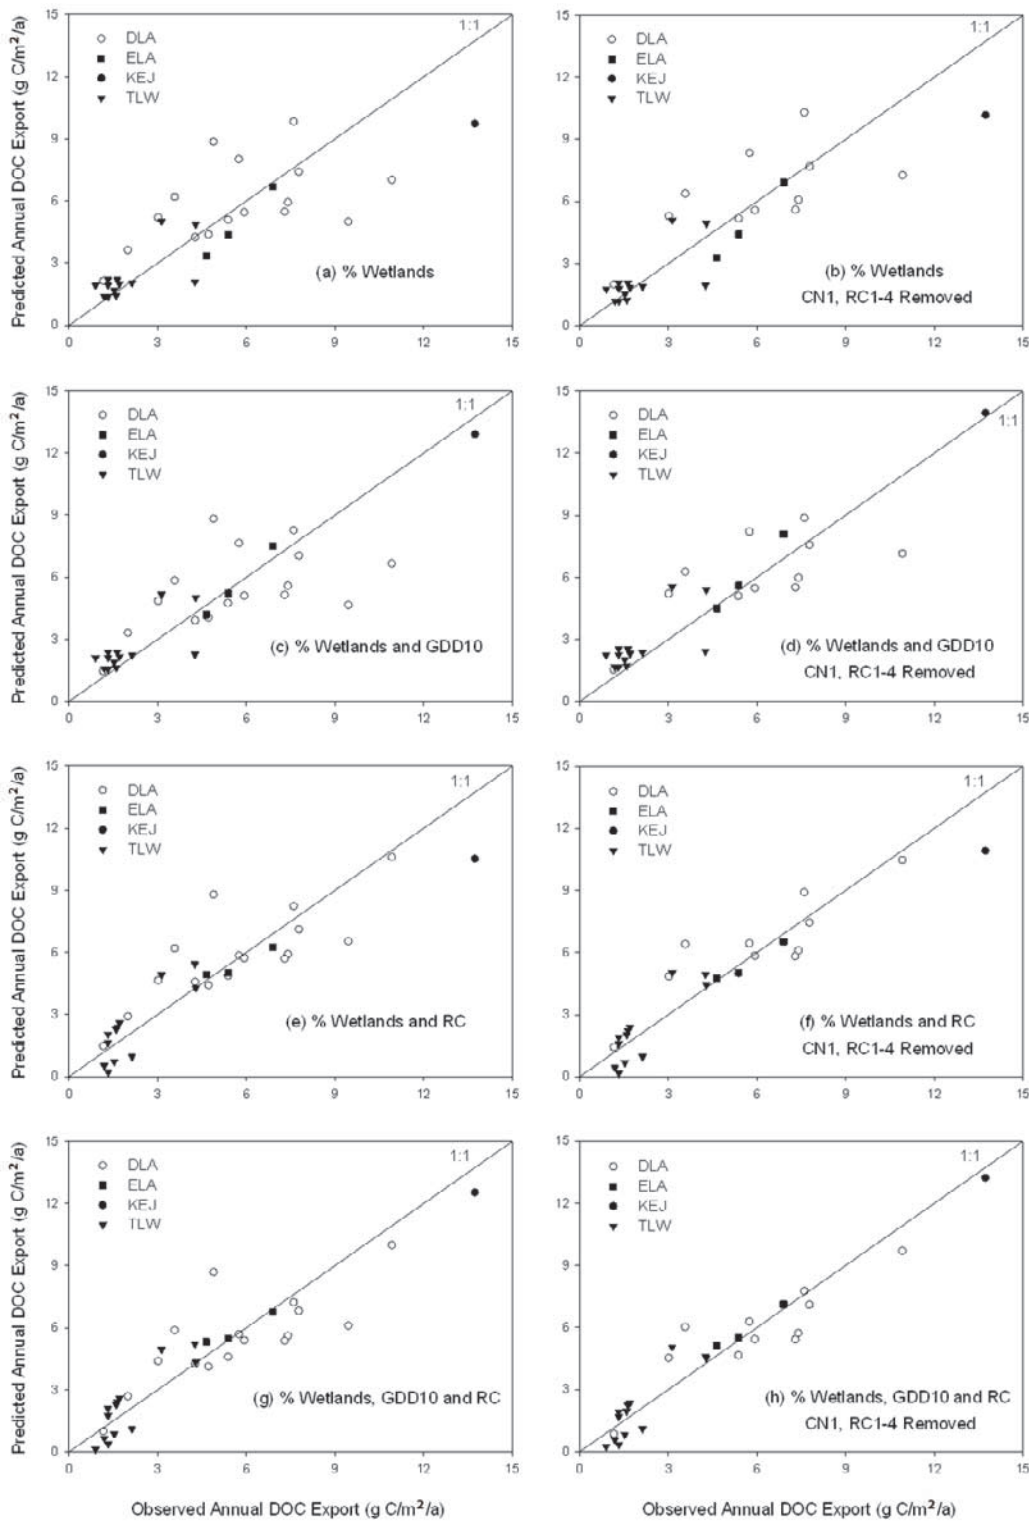 Predicted Annual DOC Export (g C/m²/a)
15
12
9
6
3
0
DLA
ELA
KEJ
TLW
1:1
(a) % Wetlands
0 3 6 9 12 15
15
12
9
6
3
0
DLA
ELA
KEJ
TLW
1:1
(b) % Wetlands
CN1, RC1-4 Removed
0 3 6 9 12 15
Predicted Annual DOC Export (g C/m²/a)
15
12
9
6
3
0
DLA
ELA
KEJ
TLW
1:1
(c) % Wetlands and GDD10
0 3 6 9 12 15
15
12
9
6
3
0
DLA
ELA
KEJ
TLW
1:1
(d) % Wetlands and GDD10
CN1, RC1-4 Removed
0 3 6 9 12 15
Predicted Annual DOC Export (g C/m²/a)
15
12
9
6
3
0
DLA
ELA
KEJ
TLW
1:1
(e) % Wetlands and RC
0 3 6 9 12 15
15
12
9
6
3
0
DLA
ELA
KEJ
TLW
1:1
(f) % Wetlands and RC
CN1, RC1-4 Removed
0 3 6 9 12 15
Predicted Annual DOC Export (g C/m²/a)
15
12
9
6
3
0
DLA
ELA
KEJ
TLW
1:1
(g) % Wetlands, GDD10 and RC
0 3 6 9 12 15
Observed Annual DOC Export (g C/m²/a)
15
12
9
6
3
0
DLA
ELA
KEJ
TLW
1:1
(h) % Wetlands, GDD10 and RC
CN1, RC1-4 Removed
0 3 6 9 12 15
Observed Annual DOC Export (g C/m²/a)